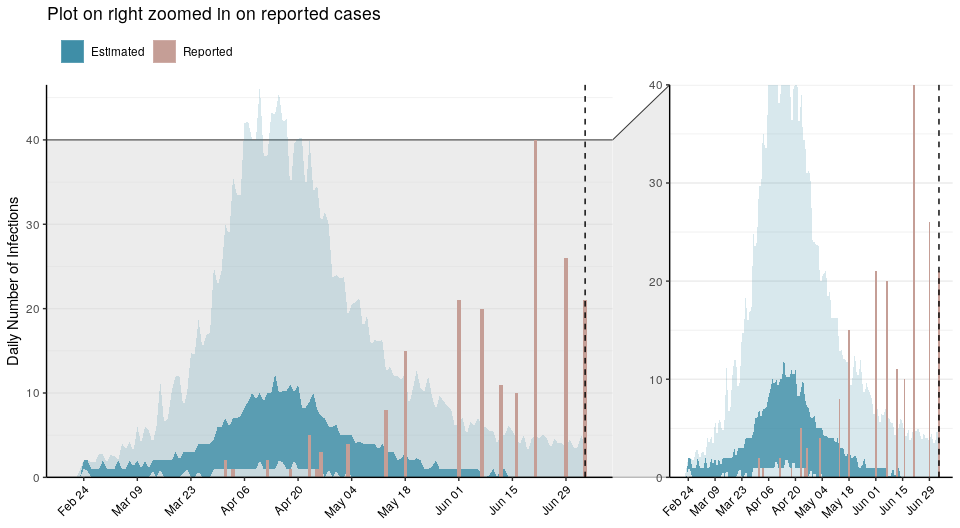 Plot on right zoomed in on reported cases
Estimated Reported
Daily Number of Infections
40
30
20
10
0
Feb 24 Mar 09 Mar 23 Apr 06 Apr 20 May 04 May 18 Jun 01 Jun 15 Jun 29
40
30
20
10
0
Feb 24 Mar 09 Mar 23 Apr 06 Apr 20 May 04 May 18 Jun 01 Jun 15 Jun 29